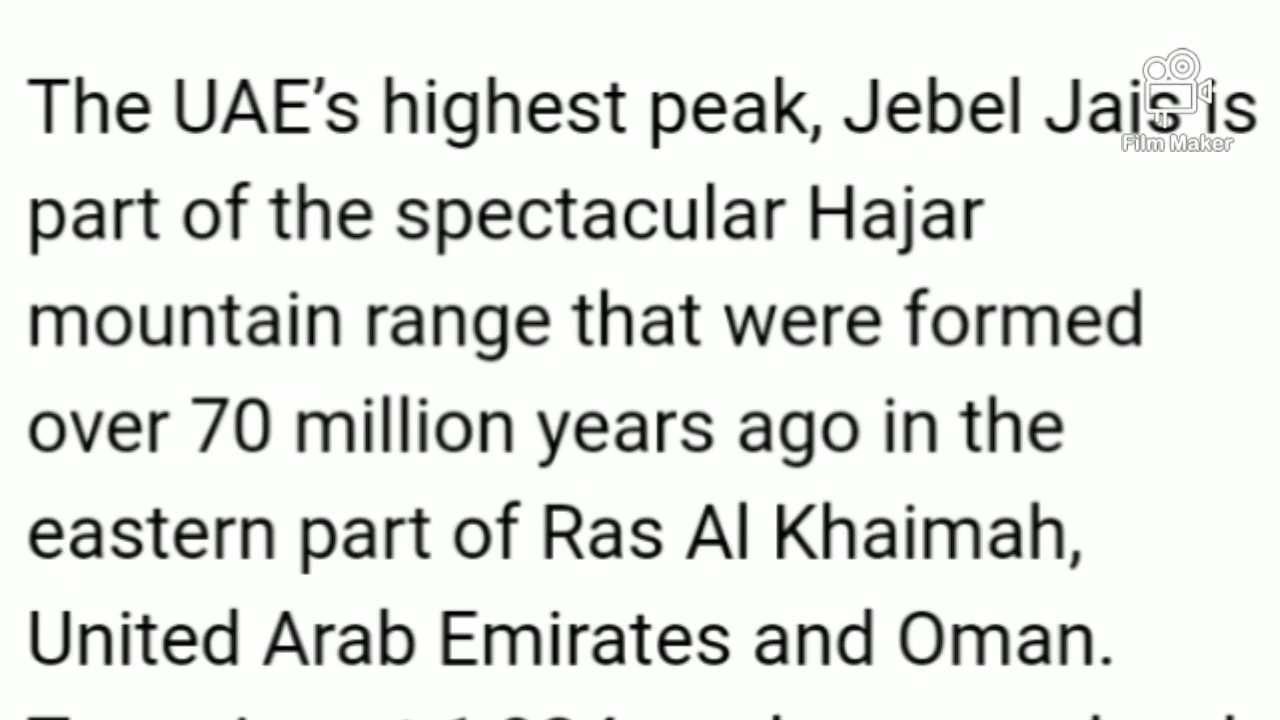 The UAE’s highest peak, Jebel Jais is
Film Maker
part of the spectacular Hajar
mountain range that were formed
over 70 million years ago in the
eastern part of Ras Al Khaimah,
United Arab Emirates and Oman.